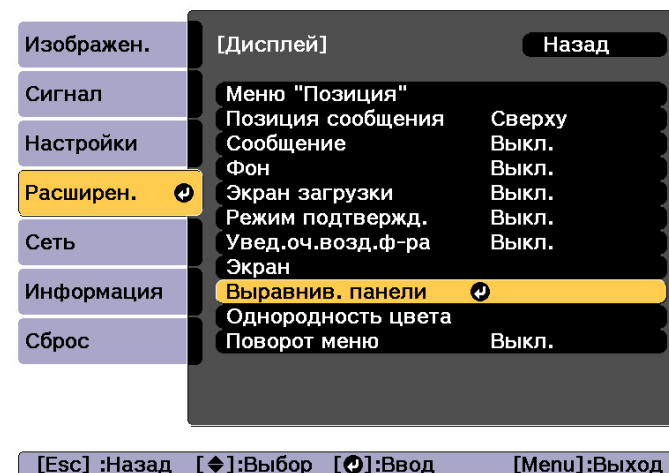 Изображен.
Сигнал
Настройки
Расширен.
Сеть
Информация
Сброс
[Дисплей] Назад
Меню "Позиция"
Позиция сообщения Сверху
Сообщение Выкл.
Фон Выкл.
Экран загрузки Выкл.
Режим подтвержд. Выкл.
Увед.оч.возд.ф-ра Выкл.
Экран
Выравнив. панели
Однородность цвета
Поворот меню Выкл.
[Esc] :Назад [◆]:Выбор [↵]:Ввод [Menu]:Выход